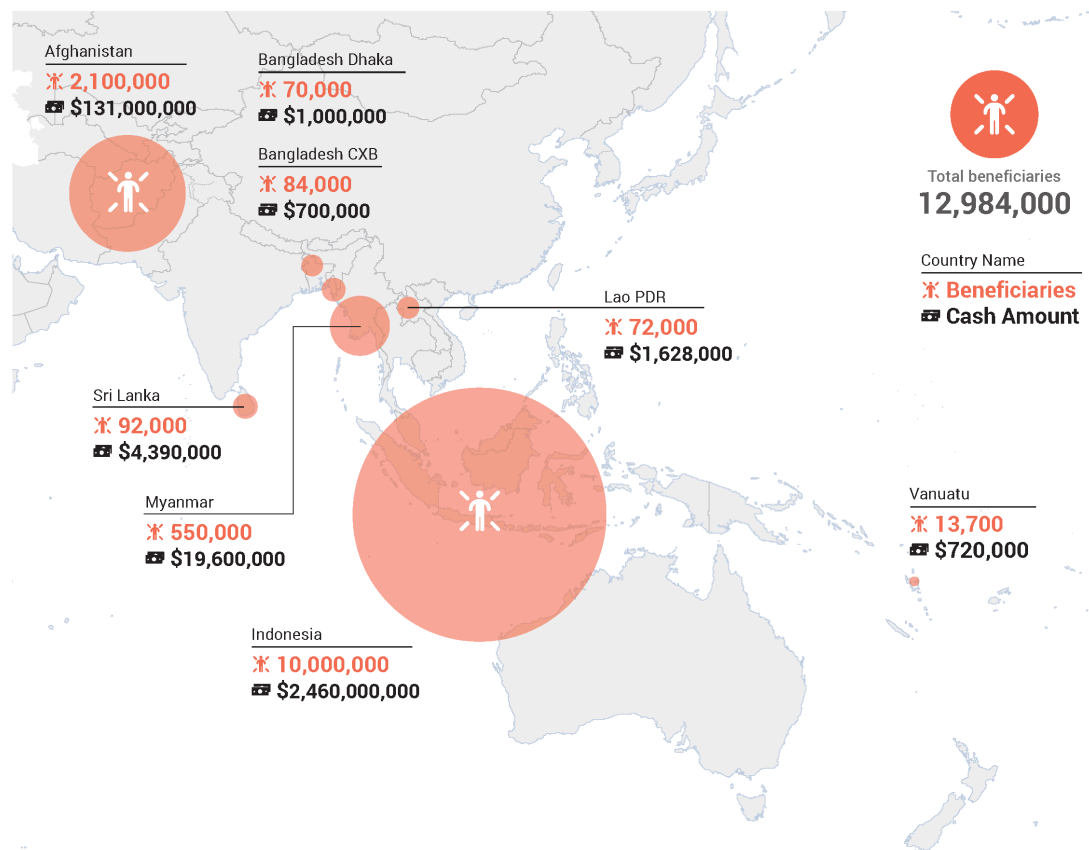 Afghanistan
2,100,000
$131,000,000
Bangladesh Dhaka
70,000
$1,000,000
Bangladesh CXB
84,000
$700,000
Total beneficiaries
12,984,000
Country Name
Beneficiaries
Cash Amount
Lao PDR
72,000
$1,628,000
Sri Lanka
92,000
$4,390,000
Myanmar
550,000
$19,600,000
Vanuatu
13,700
$720,000
Indonesia
10,000,000
$2,460,000,000